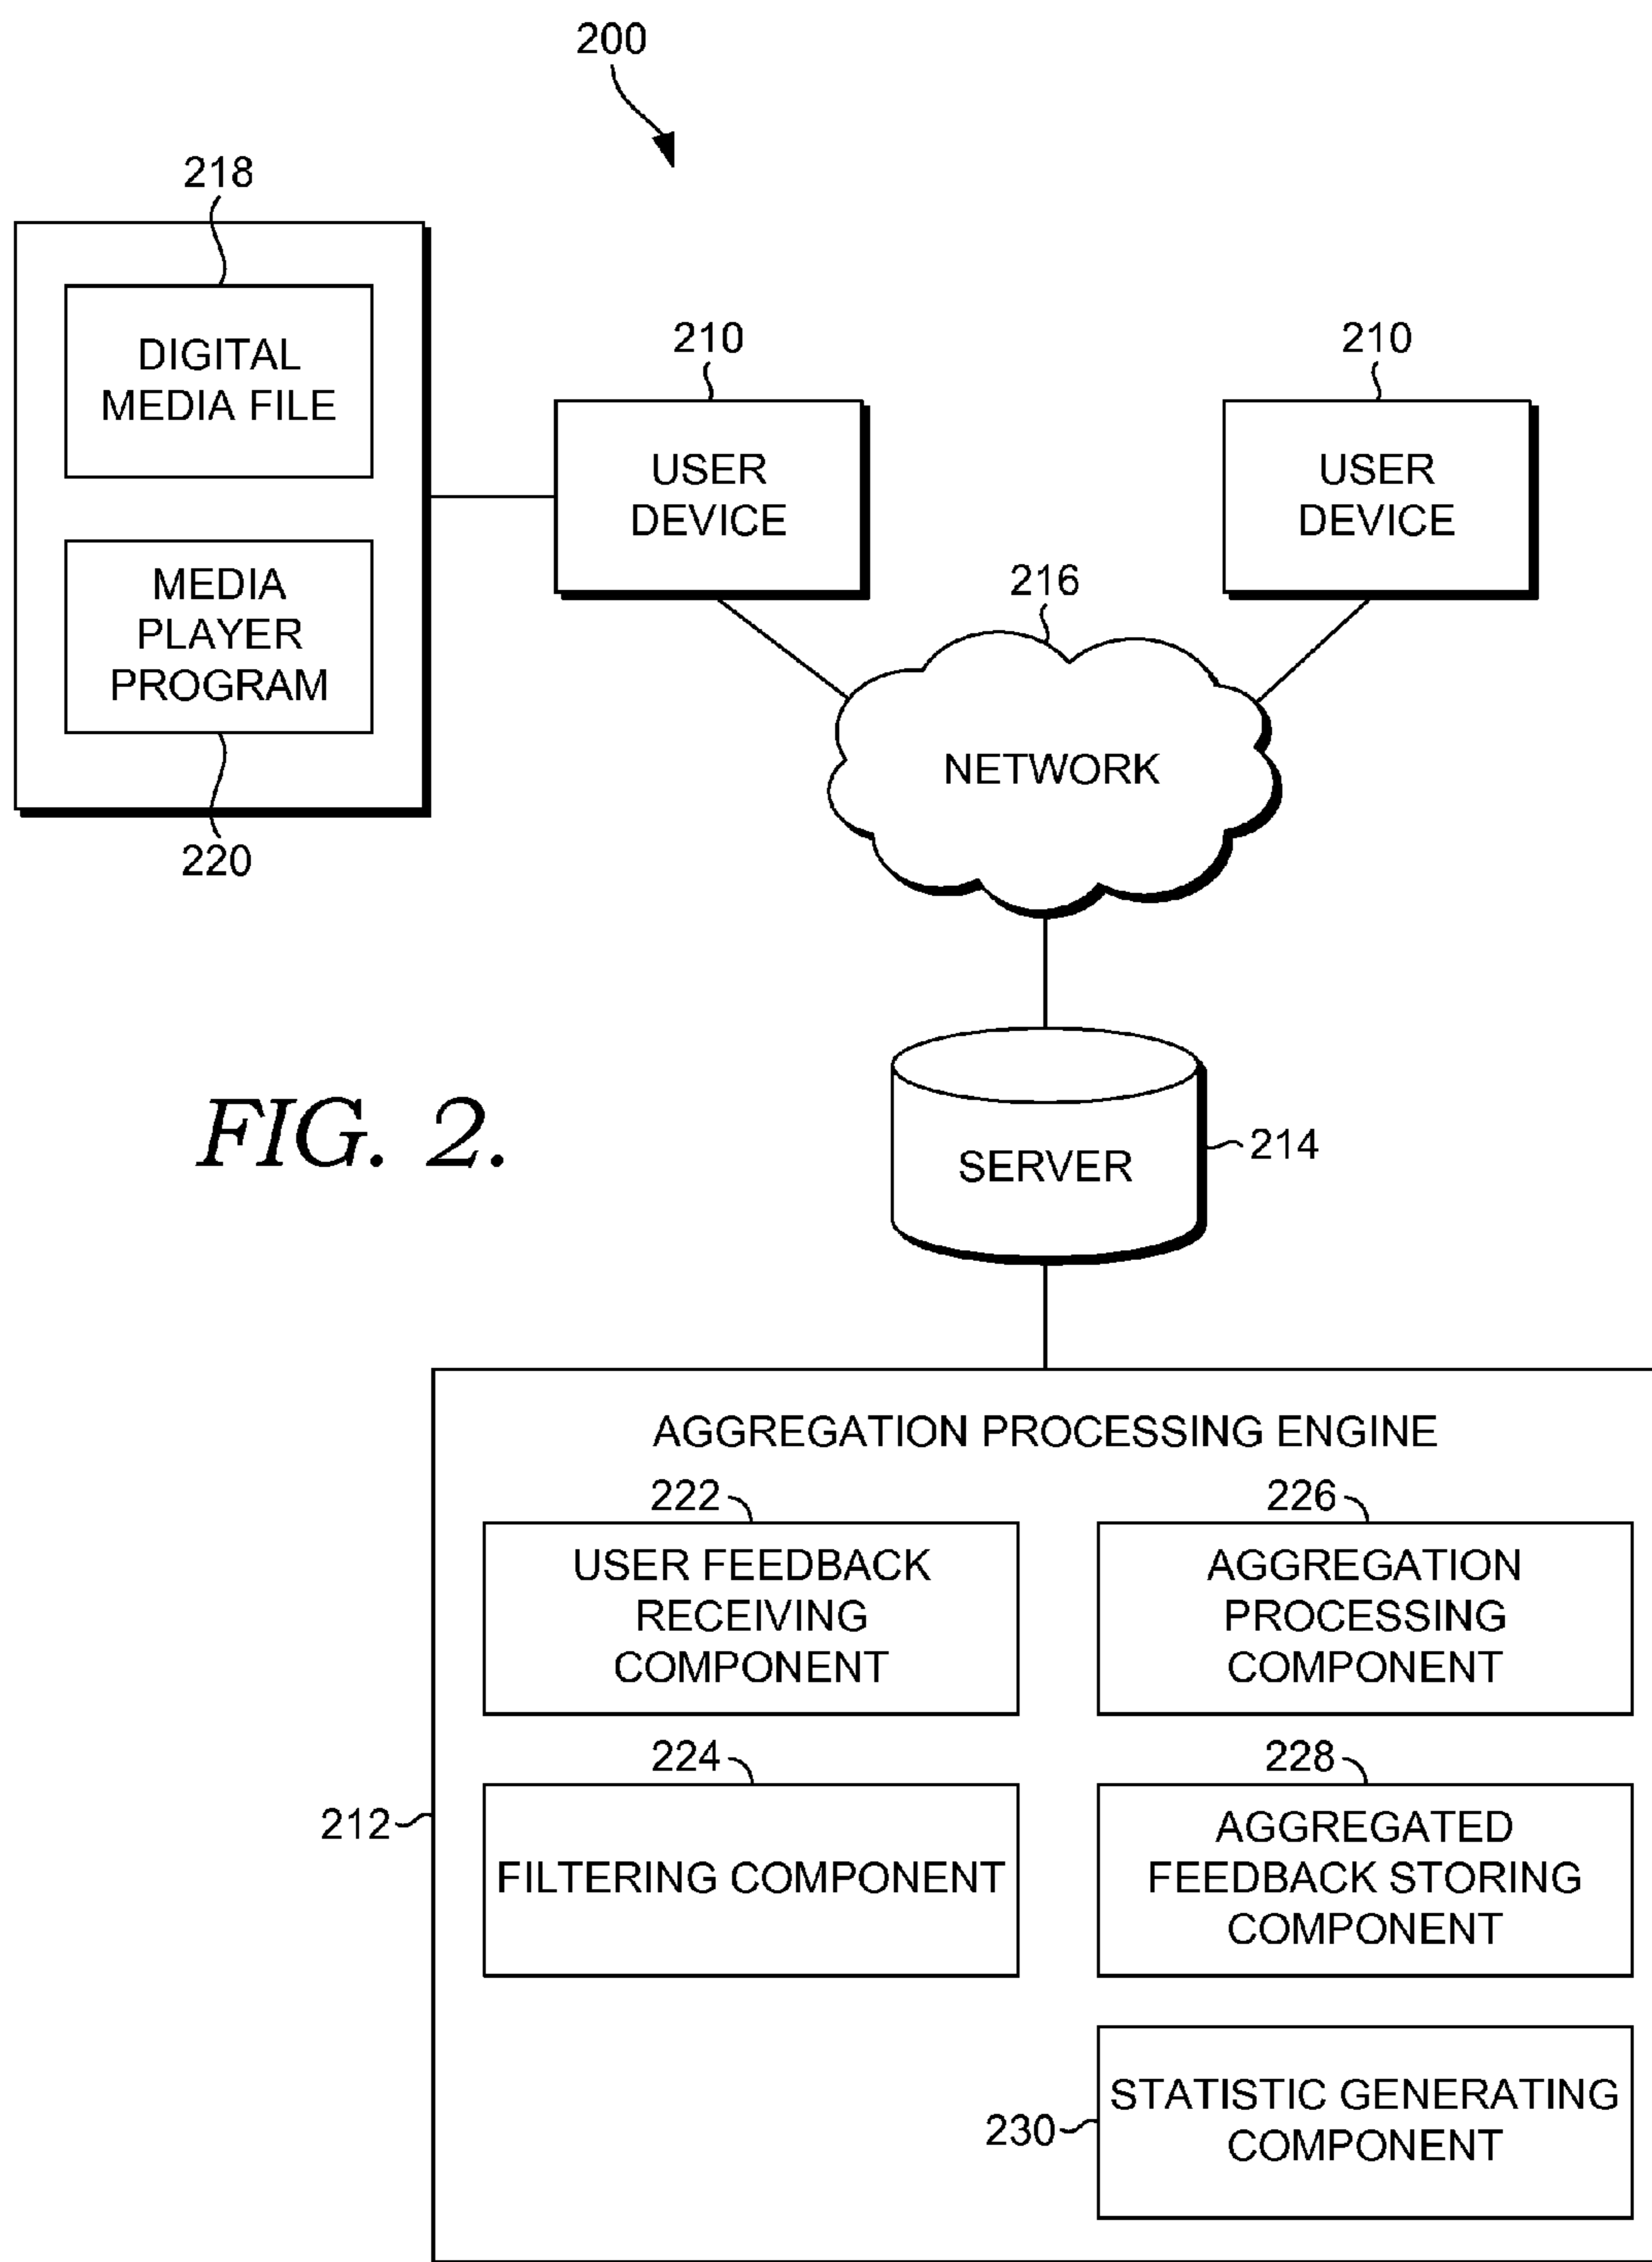 200
218
DIGITAL
MEDIA FILE
MEDIA
PLAYER
PROGRAM
220
210
USER
DEVICE
210
USER
DEVICE
216
NETWORK
SERVER
214
FIG. 2.
AGGREGATION PROCESSING ENGINE
212
222
USER FEEDBACK
RECEIVING
COMPONENT
226
AGGREGATION
PROCESSING
COMPONENT
224
FILTERING COMPONENT
228
AGGREGATED
FEEDBACK STORING
COMPONENT
230
STATISTIC GENERATING
COMPONENT